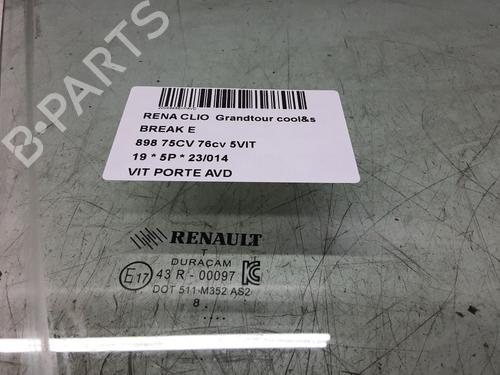 B-PARTS
RENA CLIO Grandtour cool&s
BREAK E
898 75CV 76cv 5VIT
19 * 5P * 23/014
VIT PORTE AVD
RENAULT
T
DURACAM
E17 43 R - 00097
DOT 511 M352 AS2
8 .